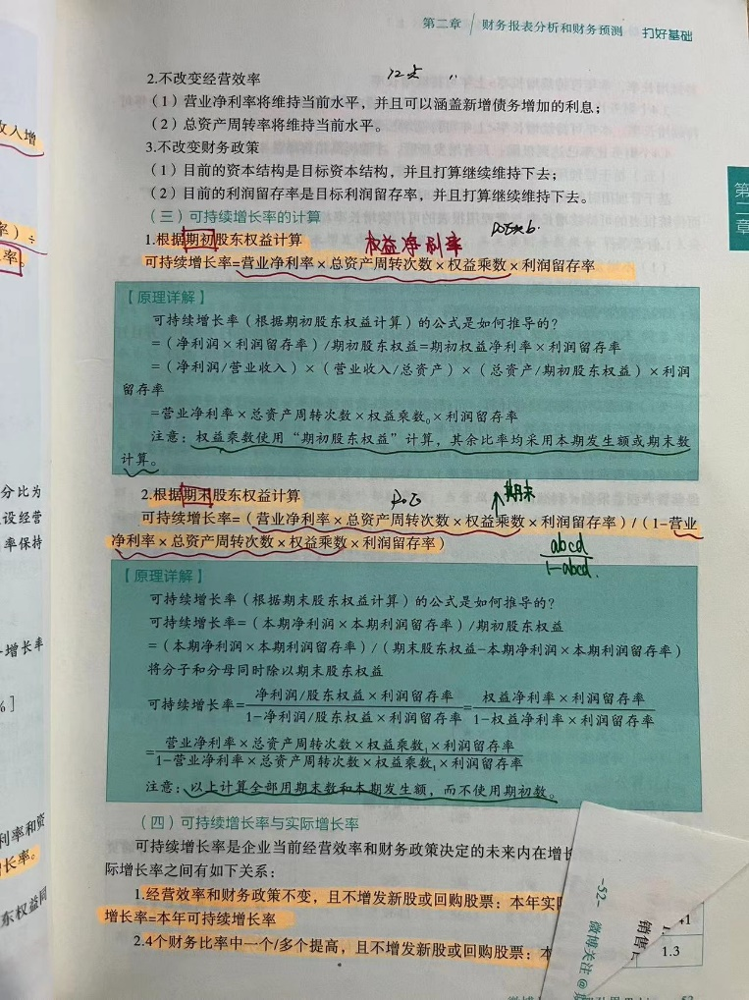 第二章 财务报表分析和财务预测 打好基础
2.不改变经营效率
（1）营业净利率将维持当前水平，并且可以涵盖新增债务增加的利息；
（2）总资产周转率将维持当前水平。
3.不改变财务政策
（1）目前的资本结构是目标资本结构，并且打算继续维持下去；
（2）目前的利润留存率是目标利润留存率，并且打算继续维持下去。
（三）可持续增长率的计算
1.根据期初股东权益计算 权益净利率
可持续增长率=营业净利率×总资产周转次数×权益乘数×利润留存率
【原理详解】
可持续增长率（根据期初股东权益计算）的公式是如何推导的？
=（净利润×利润留存率）/期初股东权益=期初权益净利率×利润留存率
=（净利润/营业收入）×（营业收入/总资产）×（总资产/期初股东权益）×利润
留存率
=营业净利率×总资产周转次数×权益乘数₀×利润留存率
注意：权益乘数使用“期初股东权益”计算，其余比率均采用本期发生额或期末数
计算。
2.根据期末股东权益计算 ↑期末
可持续增长率=（营业净利率×总资产周转次数×权益乘数×利润留存率）/（1-营业
净利率×总资产周转次数×权益乘数×利润留存率）
abcd
1-abcd.
【原理详解】
可持续增长率（根据期末股东权益计算）的公式是如何推导的？
可持续增长率=（本期净利润×本期利润留存率）/期初股东权益
=（本期净利润×本期利润留存率）/（期末股东权益-本期净利润×本期利润留存率）
将分子和分母同时除以期末股东权益
可持续增长率=净利润/股东权益×利润留存率/1-净利润/股东权益×利润留存率=权益净利率×利润留存率/1-权益净利率×利润留存率
=营业净利率×总资产周转次数×权益乘数₁×利润留存率
1-营业净利率×总资产周转次数×权益乘数₁×利润留存率
注意：以上计算全部用期末数和本期发生额，而不使用期初数。
（四）可持续增长率与实际增长率
可持续增长率是企业当前经营效率和财务政策决定的未来内在增长
际增长率之间有如下关系：
1.经营效率和财务政策不变，且不增发新股或回购股票：本年实际
增长率=本年可持续增长率
2.4个财务比率中一个/多个提高，且不增发新股或回购股票：本
第二章
收入增
率）÷
率。
分比为
设经营
率保持
增长率
%]
利率和资
长率。
东权益同
-52-
微博关注@
销售
+1
1.3